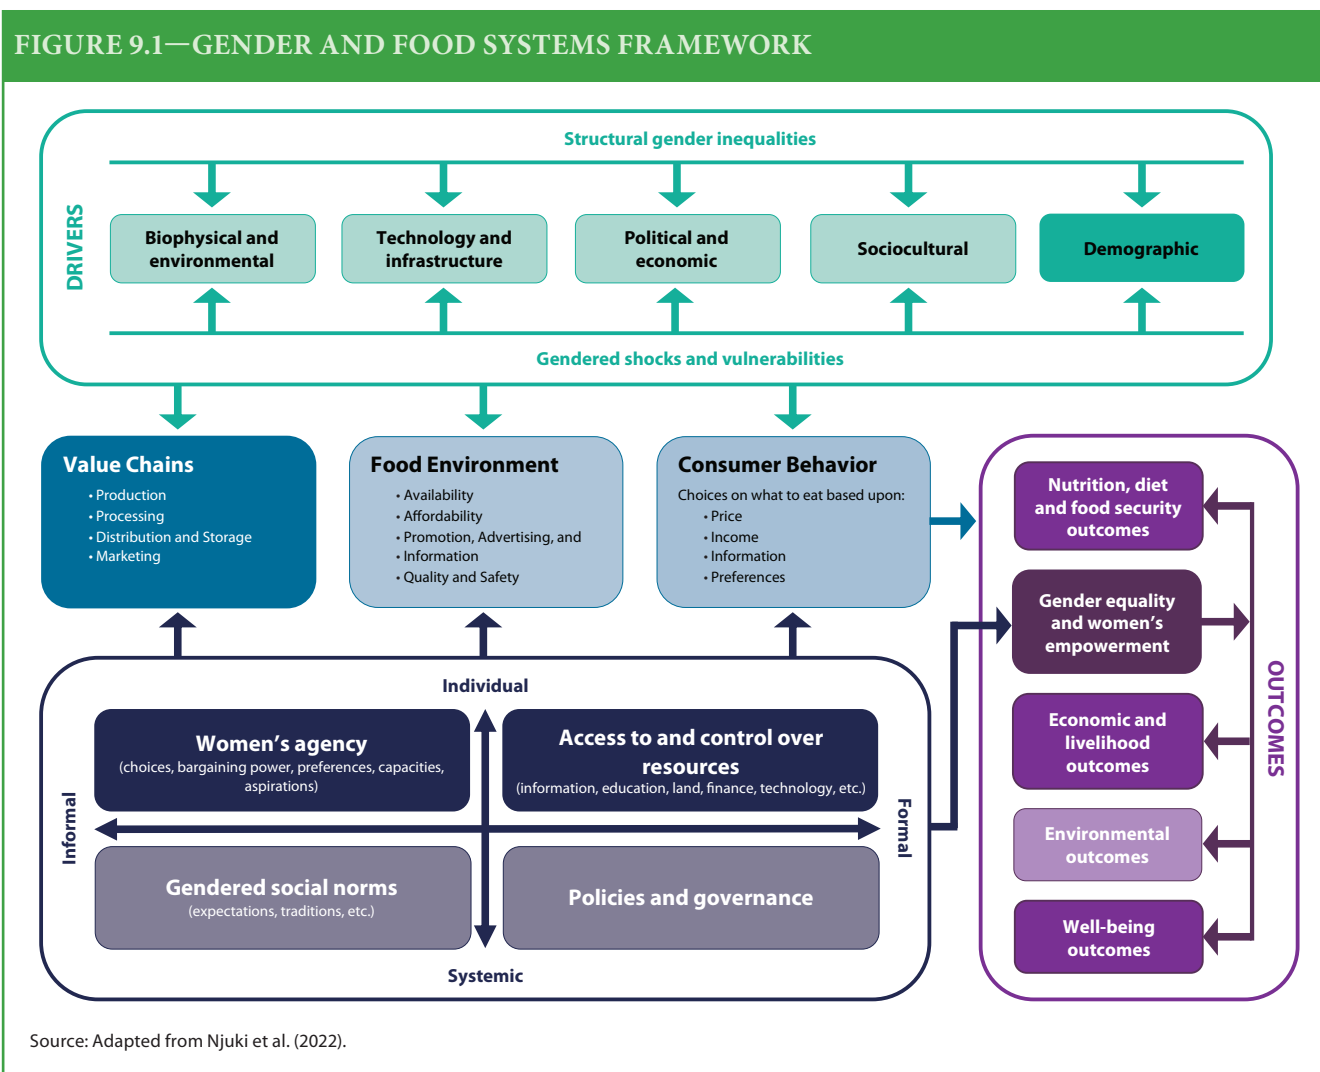 FIGURE 9.1—GENDER AND FOOD SYSTEMS FRAMEWORK
Structural gender inequalities
DRIVERS
Biophysical and
environmental
Technology and
infrastructure
Political and
economic
Sociocultural
Demographic
Gendered shocks and vulnerabilities
Value Chains
• Production
• Processing
• Distribution and Storage
• Marketing
Food Environment
• Availability
• Affordability
• Promotion, Advertising, and
• Information
• Quality and Safety
Consumer Behavior
Choices on what to eat based upon:
• Price
• Income
• Information
• Preferences
Individual
Informal
Women's agency
(choices, bargaining power, preferences, capacities,
aspirations)
Access to and control over
resources
(information, education, land, finance, technology, etc.)
Formal
Gendered social norms
(expectations, traditions, etc.)
Policies and governance
Systemic
Nutrition, diet
and food security
outcomes
Gender equality
and women's
empowerment
Economic and
livelihood
outcomes
Environmental
outcomes
Well-being
outcomes
OUTCOMES
Source: Adapted from Njuki et al. (2022).